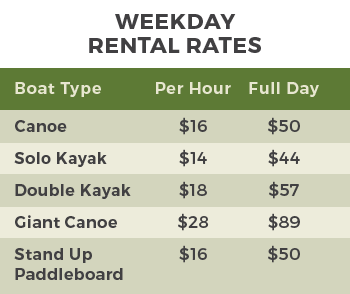 WEEKDAY
RENTAL RATES
Boat Type Per Hour Full Day
Canoe $16 $50
Solo Kayak $14 $44
Double Kayak $18 $57
Giant Canoe $28 $89
Stand Up $16 $50
Paddleboard